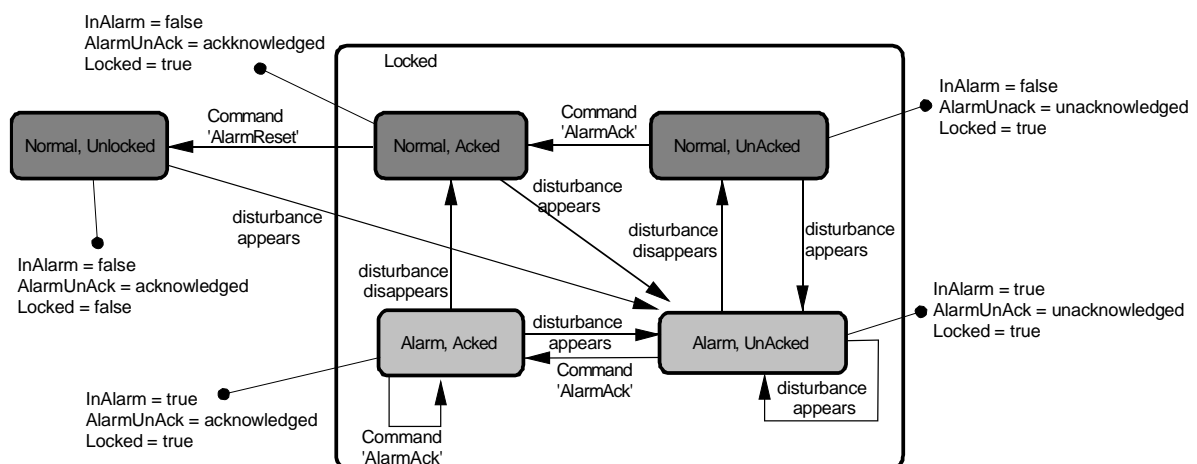 InAlarm = false
AlarmUnAck = ackknowledged
Locked = true
Locked
InAlarm = false
AlarmUnack = unacknowledged
Locked = true
Normal, Unlocked
Command
'AlarmReset'
Normal, Acked
Command
'AlarmAck'
Normal, UnAcked
disturbance
appears
disturbance
appears
disturbance
disappears
disturbance
appears
InAlarm = false
AlarmUnAck = acknowledged
Locked = false
disturbance
disappears
InAlarm = true
AlarmUnAck = unacknowledged
Locked = true
Alarm, Acked
disturbance
appears
Command
'AlarmAck'
Alarm, UnAcked
disturbance
appears
InAlarm = true
AlarmUnAck = acknowledged
Locked = true
Command
'AlarmAck'